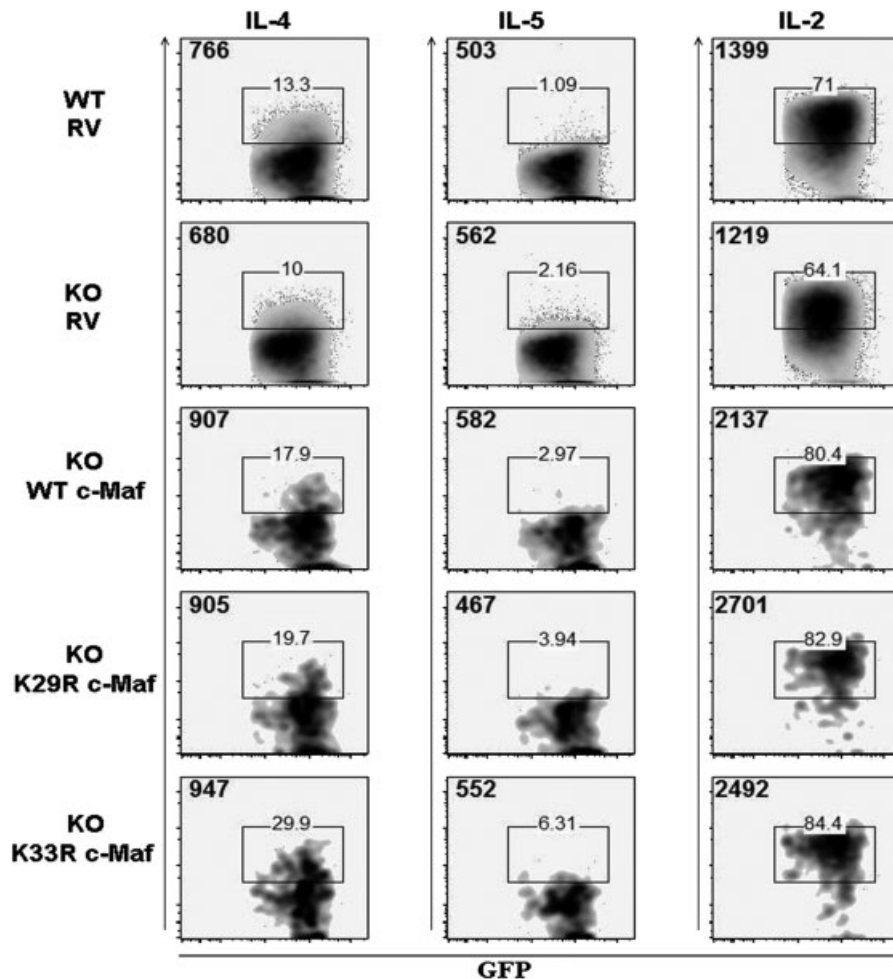 IL-4 IL-5 IL-2
WT
RV
766 13.3
503 1.09
1399 71
KO
RV
680 10
562 2.16
1219 64.1
KO
WT c-Maf
907 17.9
582 2.97
2137 80.4
KO
K29R c-Maf
905 19.7
467 3.94
2701 82.9
KO
K33R c-Maf
947 29.9
552 6.31
2492 84.4
GFP